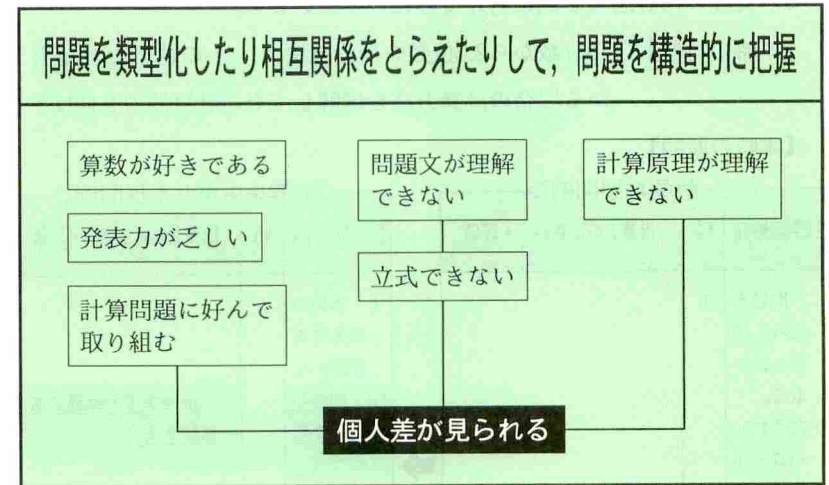 問題を類型化したり相互関係をとらえたりして，問題を構造的に把握
算数が好きである
発表力が乏しい
計算問題に好んで
取り組む
問題文が理解
できない
立式できない
計算原理が理解
できない
個人差が見られる